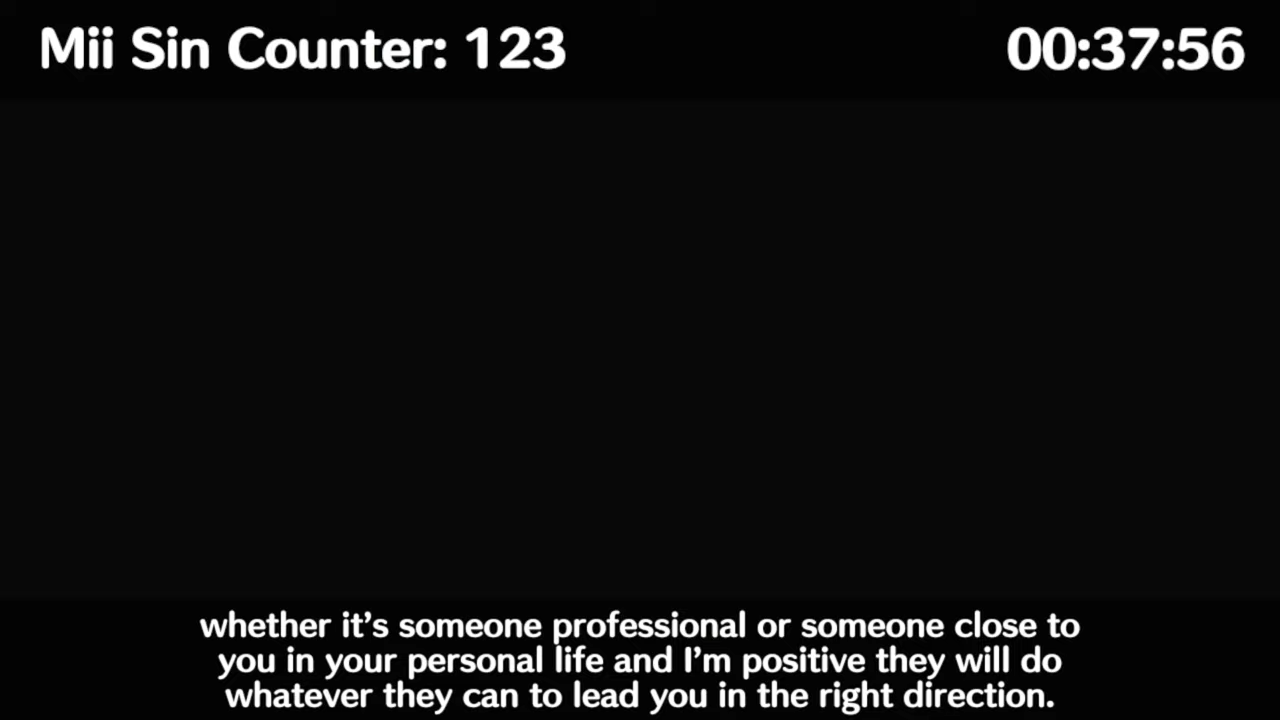 Mii Sin Counter: 123
00:37:56
whether it’s someone professional or someone close to
you in your personal life and I’m positive they will do
whatever they can to lead you in the right direction.